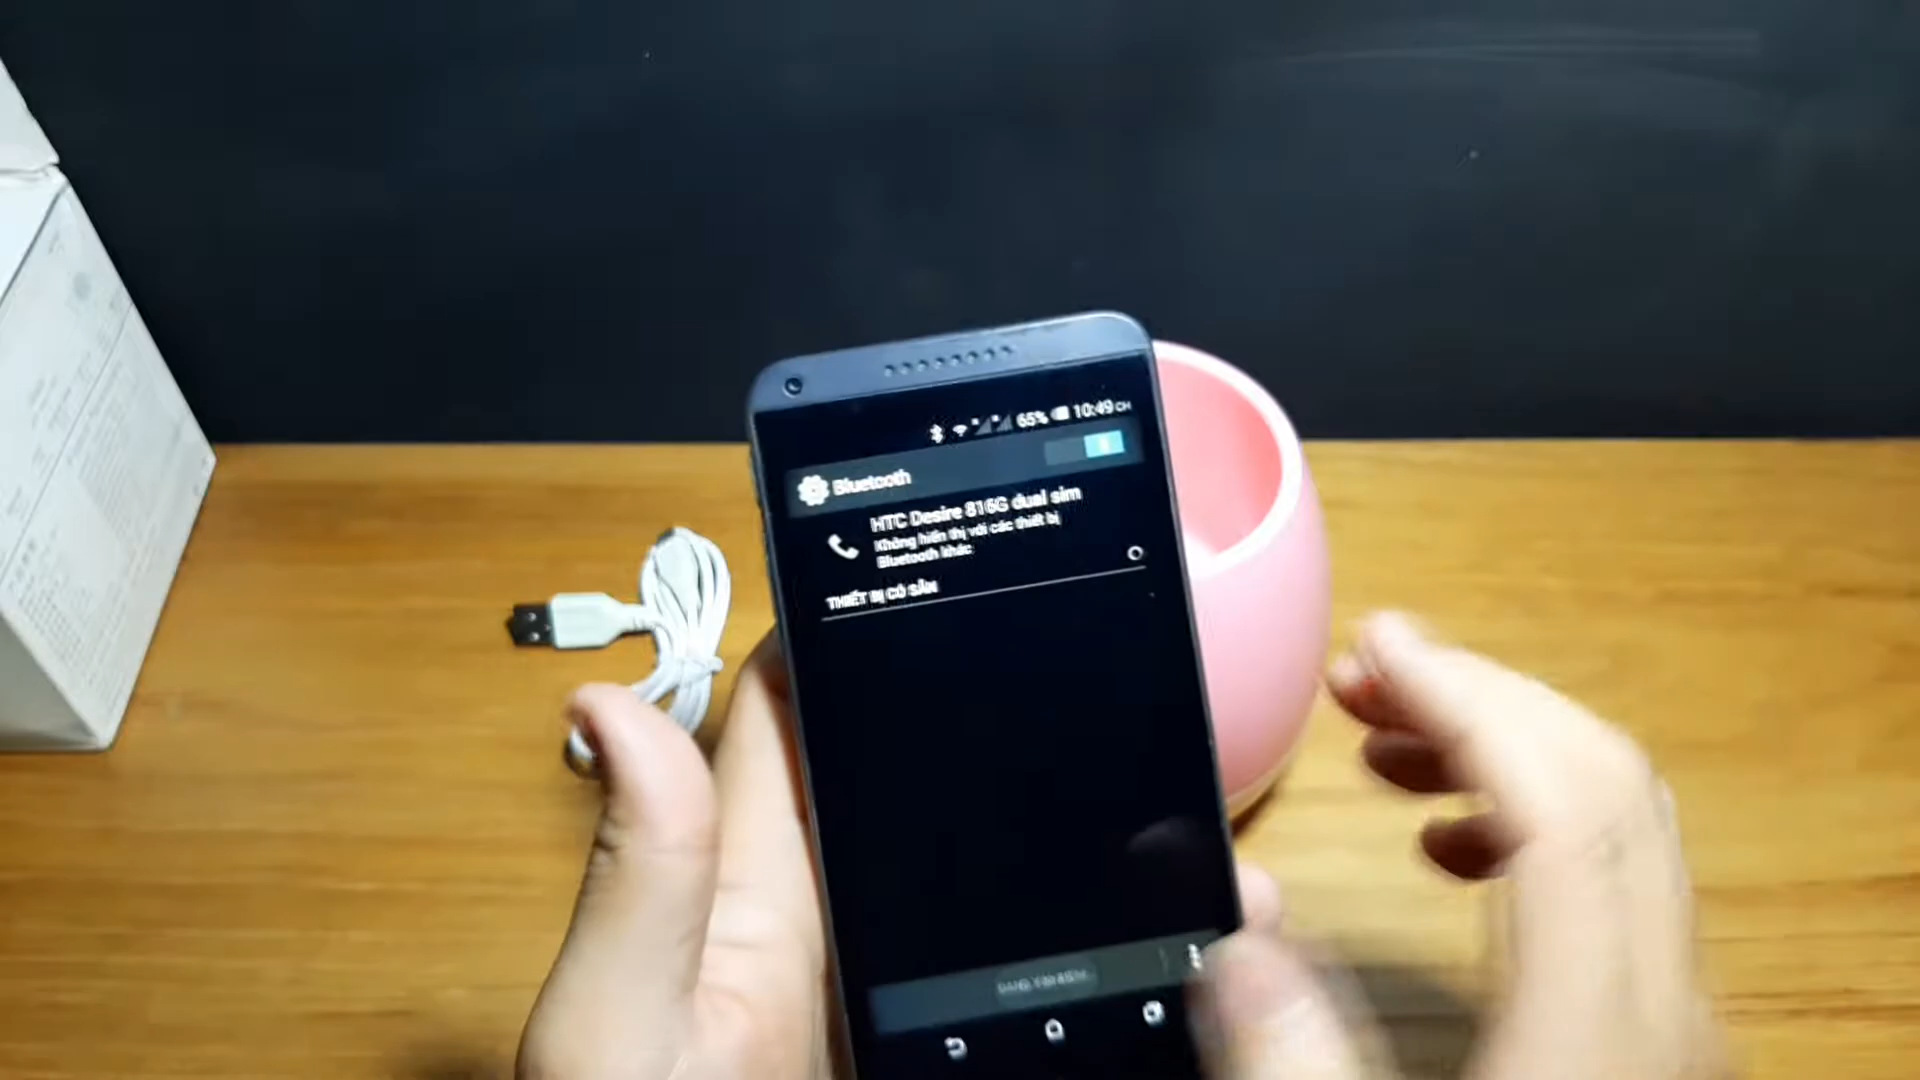 65% 10:49 CH
Bluetooth
HTC Desire 816G dual sim
Không hiển thị với các thiết bị
Bluetooth khác
THIẾT BỊ CÓ SẴN